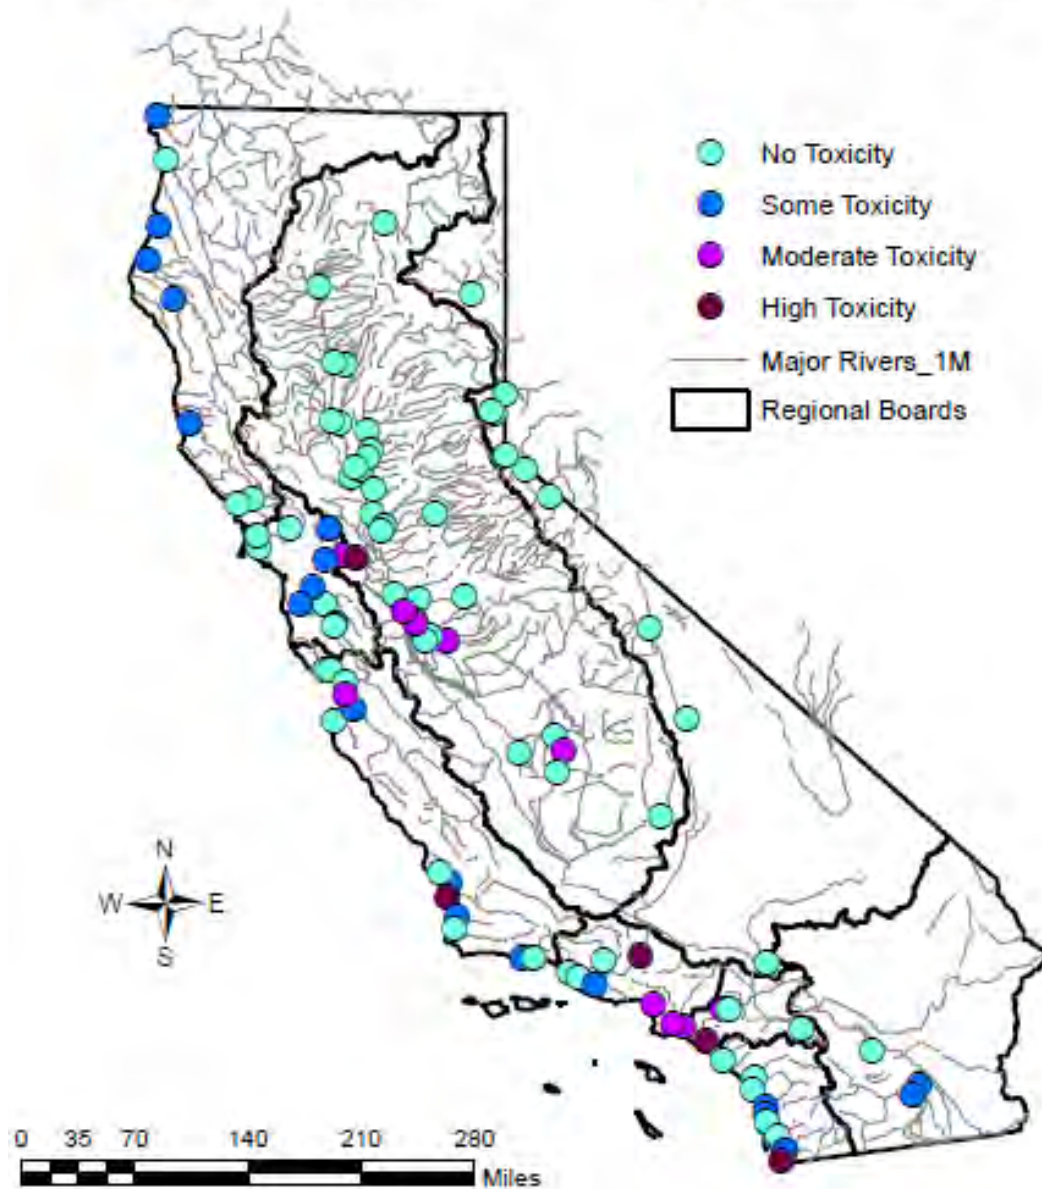 No Toxicity
Some Toxicity
Moderate Toxicity
High Toxicity
Major Rivers_1M
Regional Boards
N
W E
S
0 35 70 140 210 280
Miles